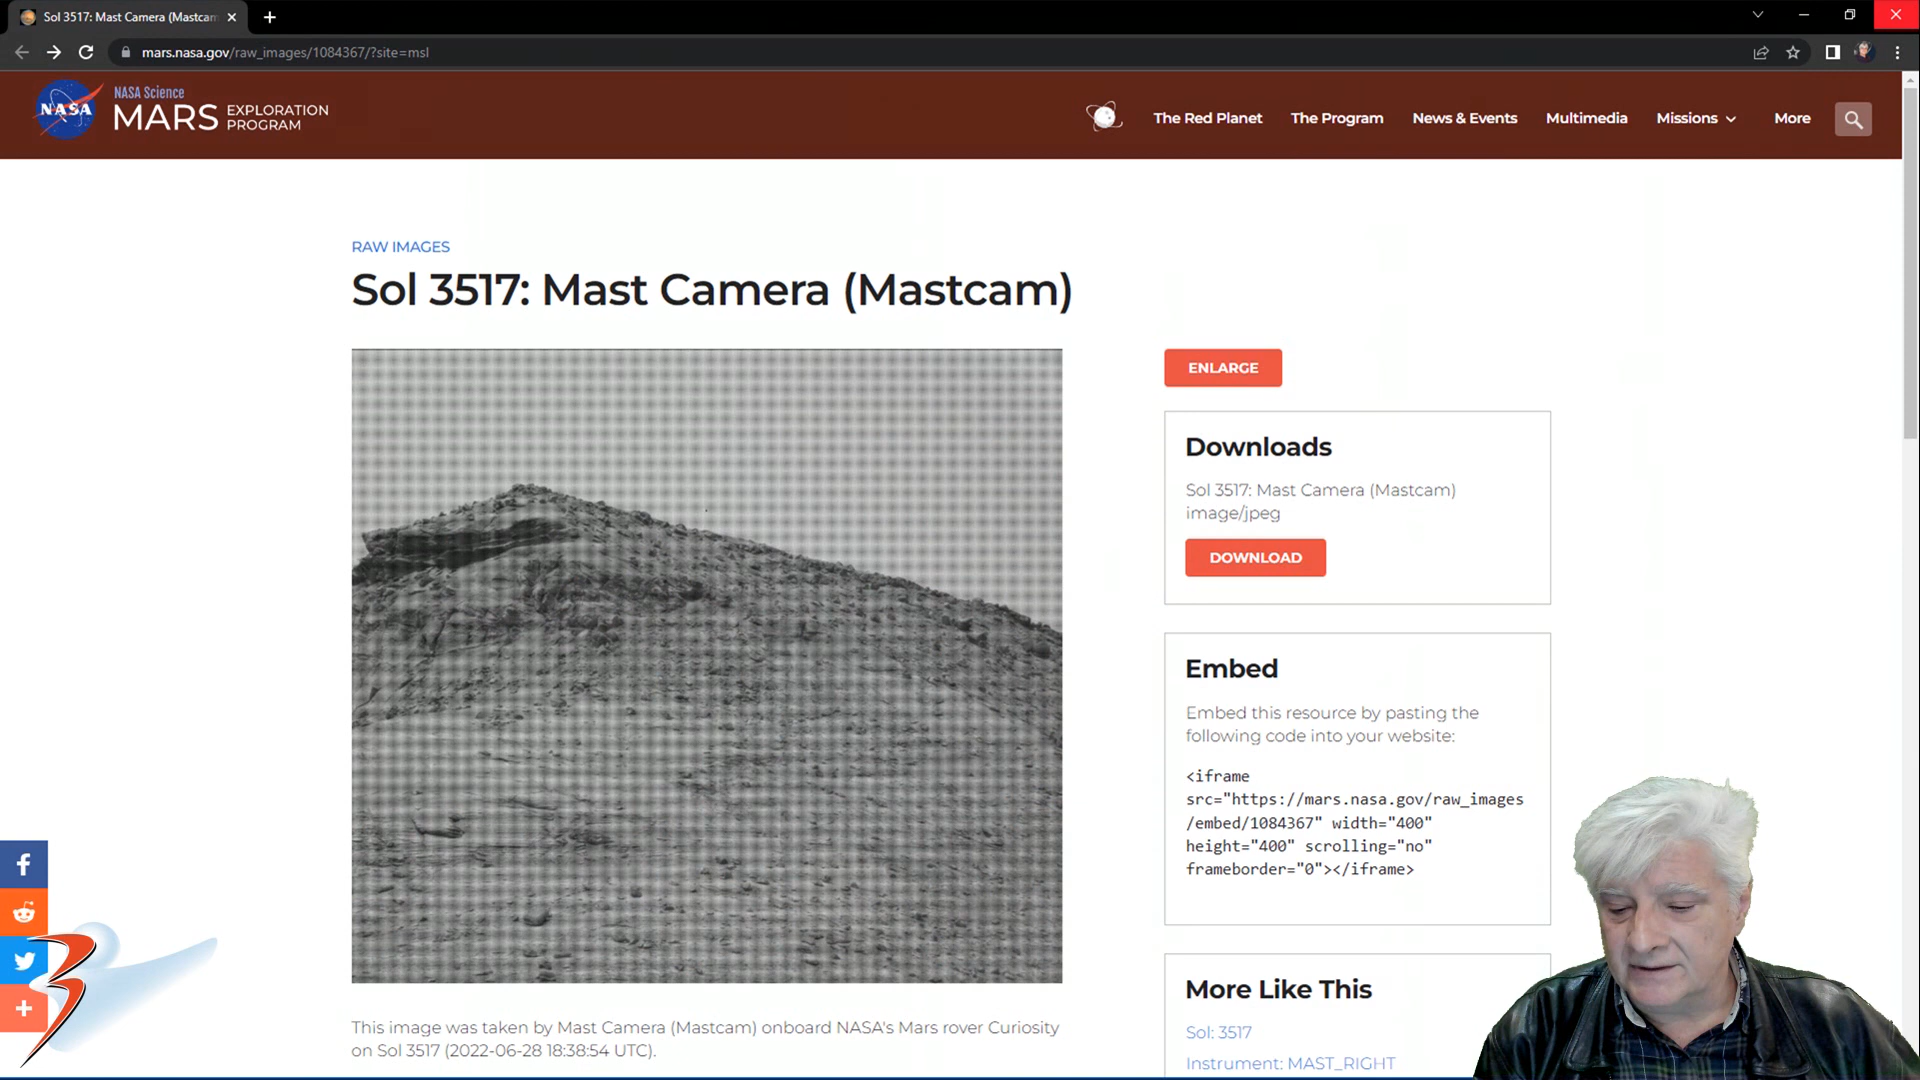 Sol 3517: Mast Camera (Mastcam
mars.nasa.gov/raw_images/1084367/?site=msl
NASA
NASA Science
MARS EXPLORATION PROGRAM
The Red Planet
The Program
News & Events
Multimedia
Missions
More
RAW IMAGES
Sol 3517: Mast Camera (Mastcam)
ENLARGE
Downloads
Sol 3517: Mast Camera (Mastcam)
image/jpeg
DOWNLOAD
Embed
Embed this resource by pasting the
following code into your website:
<iframe
src="https://mars.nasa.gov/raw_images
/embed/1084367" width="400"
height="400" scrolling="no"
frameborder="0"></iframe>
More Like This
Sol: 3517
Instrument: MAST_RIGHT
This image was taken by Mast Camera (Mastcam) onboard NASA's Mars rover Curiosity
on Sol 3517 (2022-06-28 18:38:54 UTC).